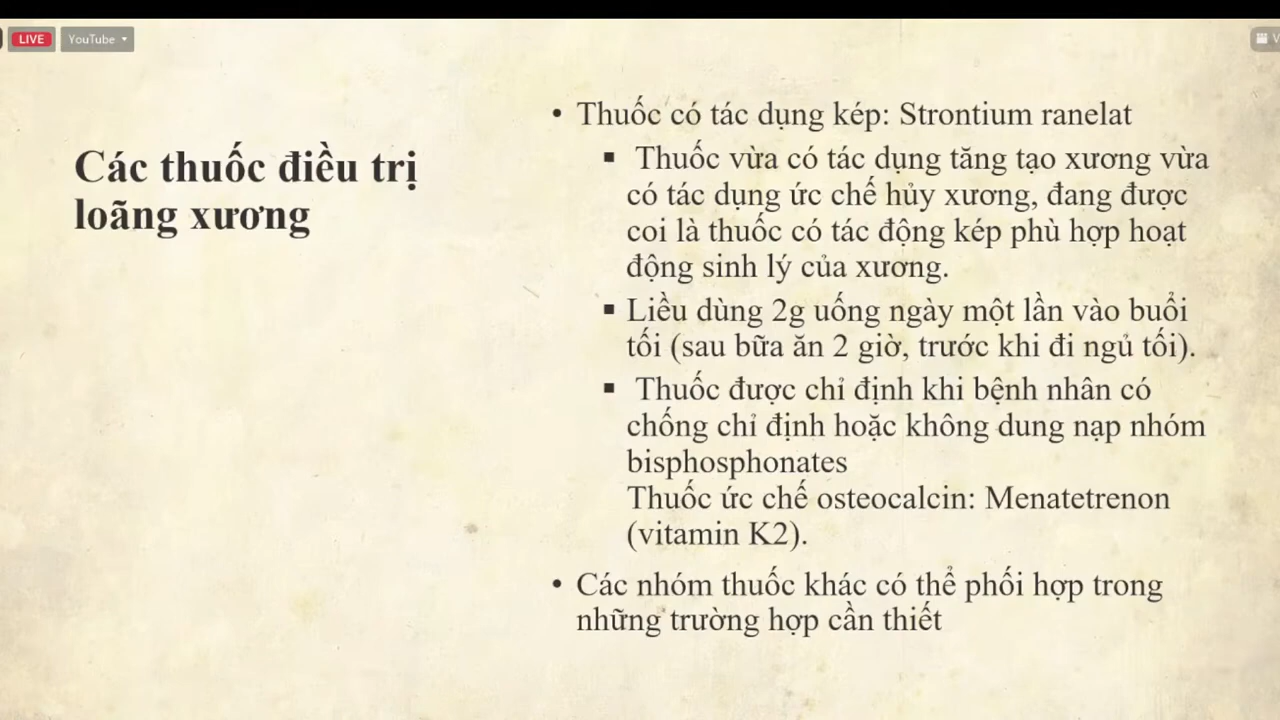 LIVE
YouTube
V
Các thuốc điều trị
loãng xương
• Thuốc có tác dụng kép: Strontium ranelat
▪ Thuốc vừa có tác dụng tăng tạo xương vừa
có tác dụng ức chế hủy xương, đang được
coi là thuốc có tác động kép phù hợp hoạt
động sinh lý của xương.
▪ Liều dùng 2g uống ngày một lần vào buổi
tối (sau bữa ăn 2 giờ, trước khi đi ngủ tối).
▪ Thuốc được chỉ định khi bệnh nhân có
chống chỉ định hoặc không dung nạp nhóm
bisphosphonates
Thuốc ức chế osteocalcin: Menatetrenon
(vitamin K2).
• Các nhóm thuốc khác có thể phối hợp trong
những trường hợp cần thiết